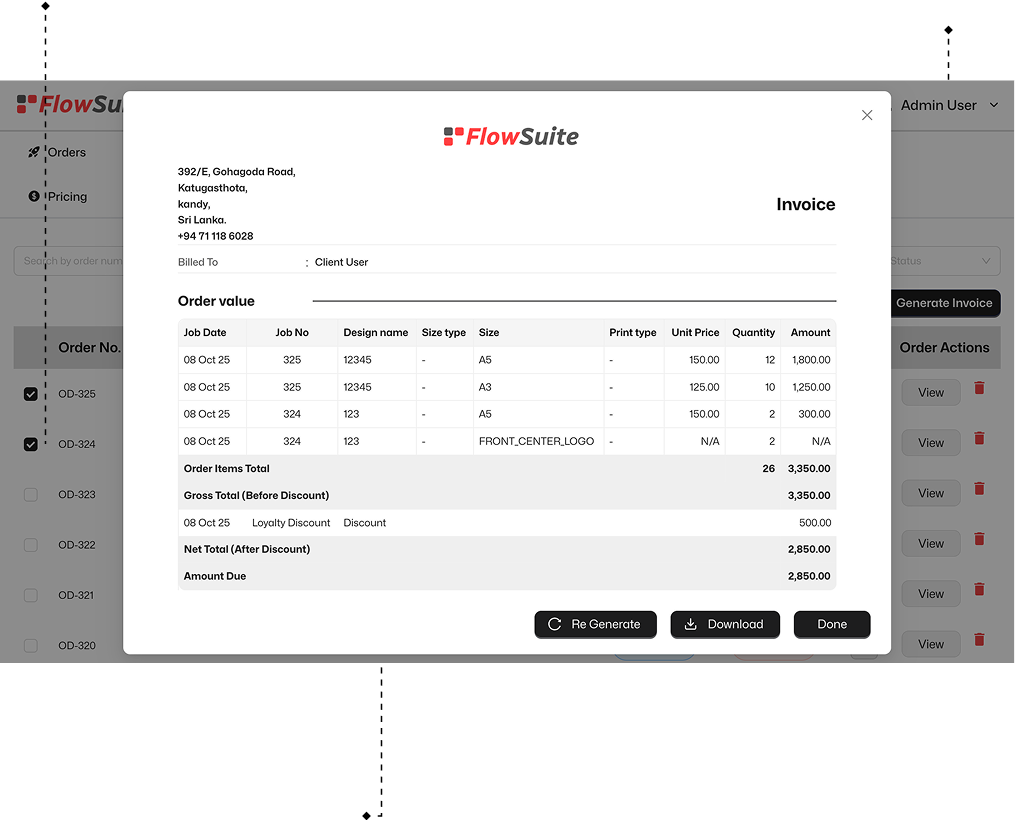 FlowSu
Admin User
Orders
Pricing
Search by order num
Status
Generate Invoice
Order No.
Order Actions
OD-325
View
OD-324
View
OD-323
View
OD-322
View
OD-321
View
OD-320
View
FlowSuite
392/E, Gohagoda Road,
Katugasthota,
kandy,
Sri Lanka.
+94 71 118 6028
Invoice
Billed To : Client User
Order value
Job Date Job No Design name Size type Size Print type Unit Price Quantity Amount
08 Oct 25 325 12345 - A5 - 150.00 12 1,800.00
08 Oct 25 325 12345 - A3 - 125.00 10 1,250.00
08 Oct 25 324 123 - A5 - 150.00 2 300.00
08 Oct 25 324 123 - FRONT_CENTER_LOGO - N/A 2 N/A
Order Items Total 26 3,350.00
Gross Total (Before Discount) 3,350.00
08 Oct 25 Loyalty Discount Discount 500.00
Net Total (After Discount) 2,850.00
Amount Due 2,850.00
Re Generate Download Done